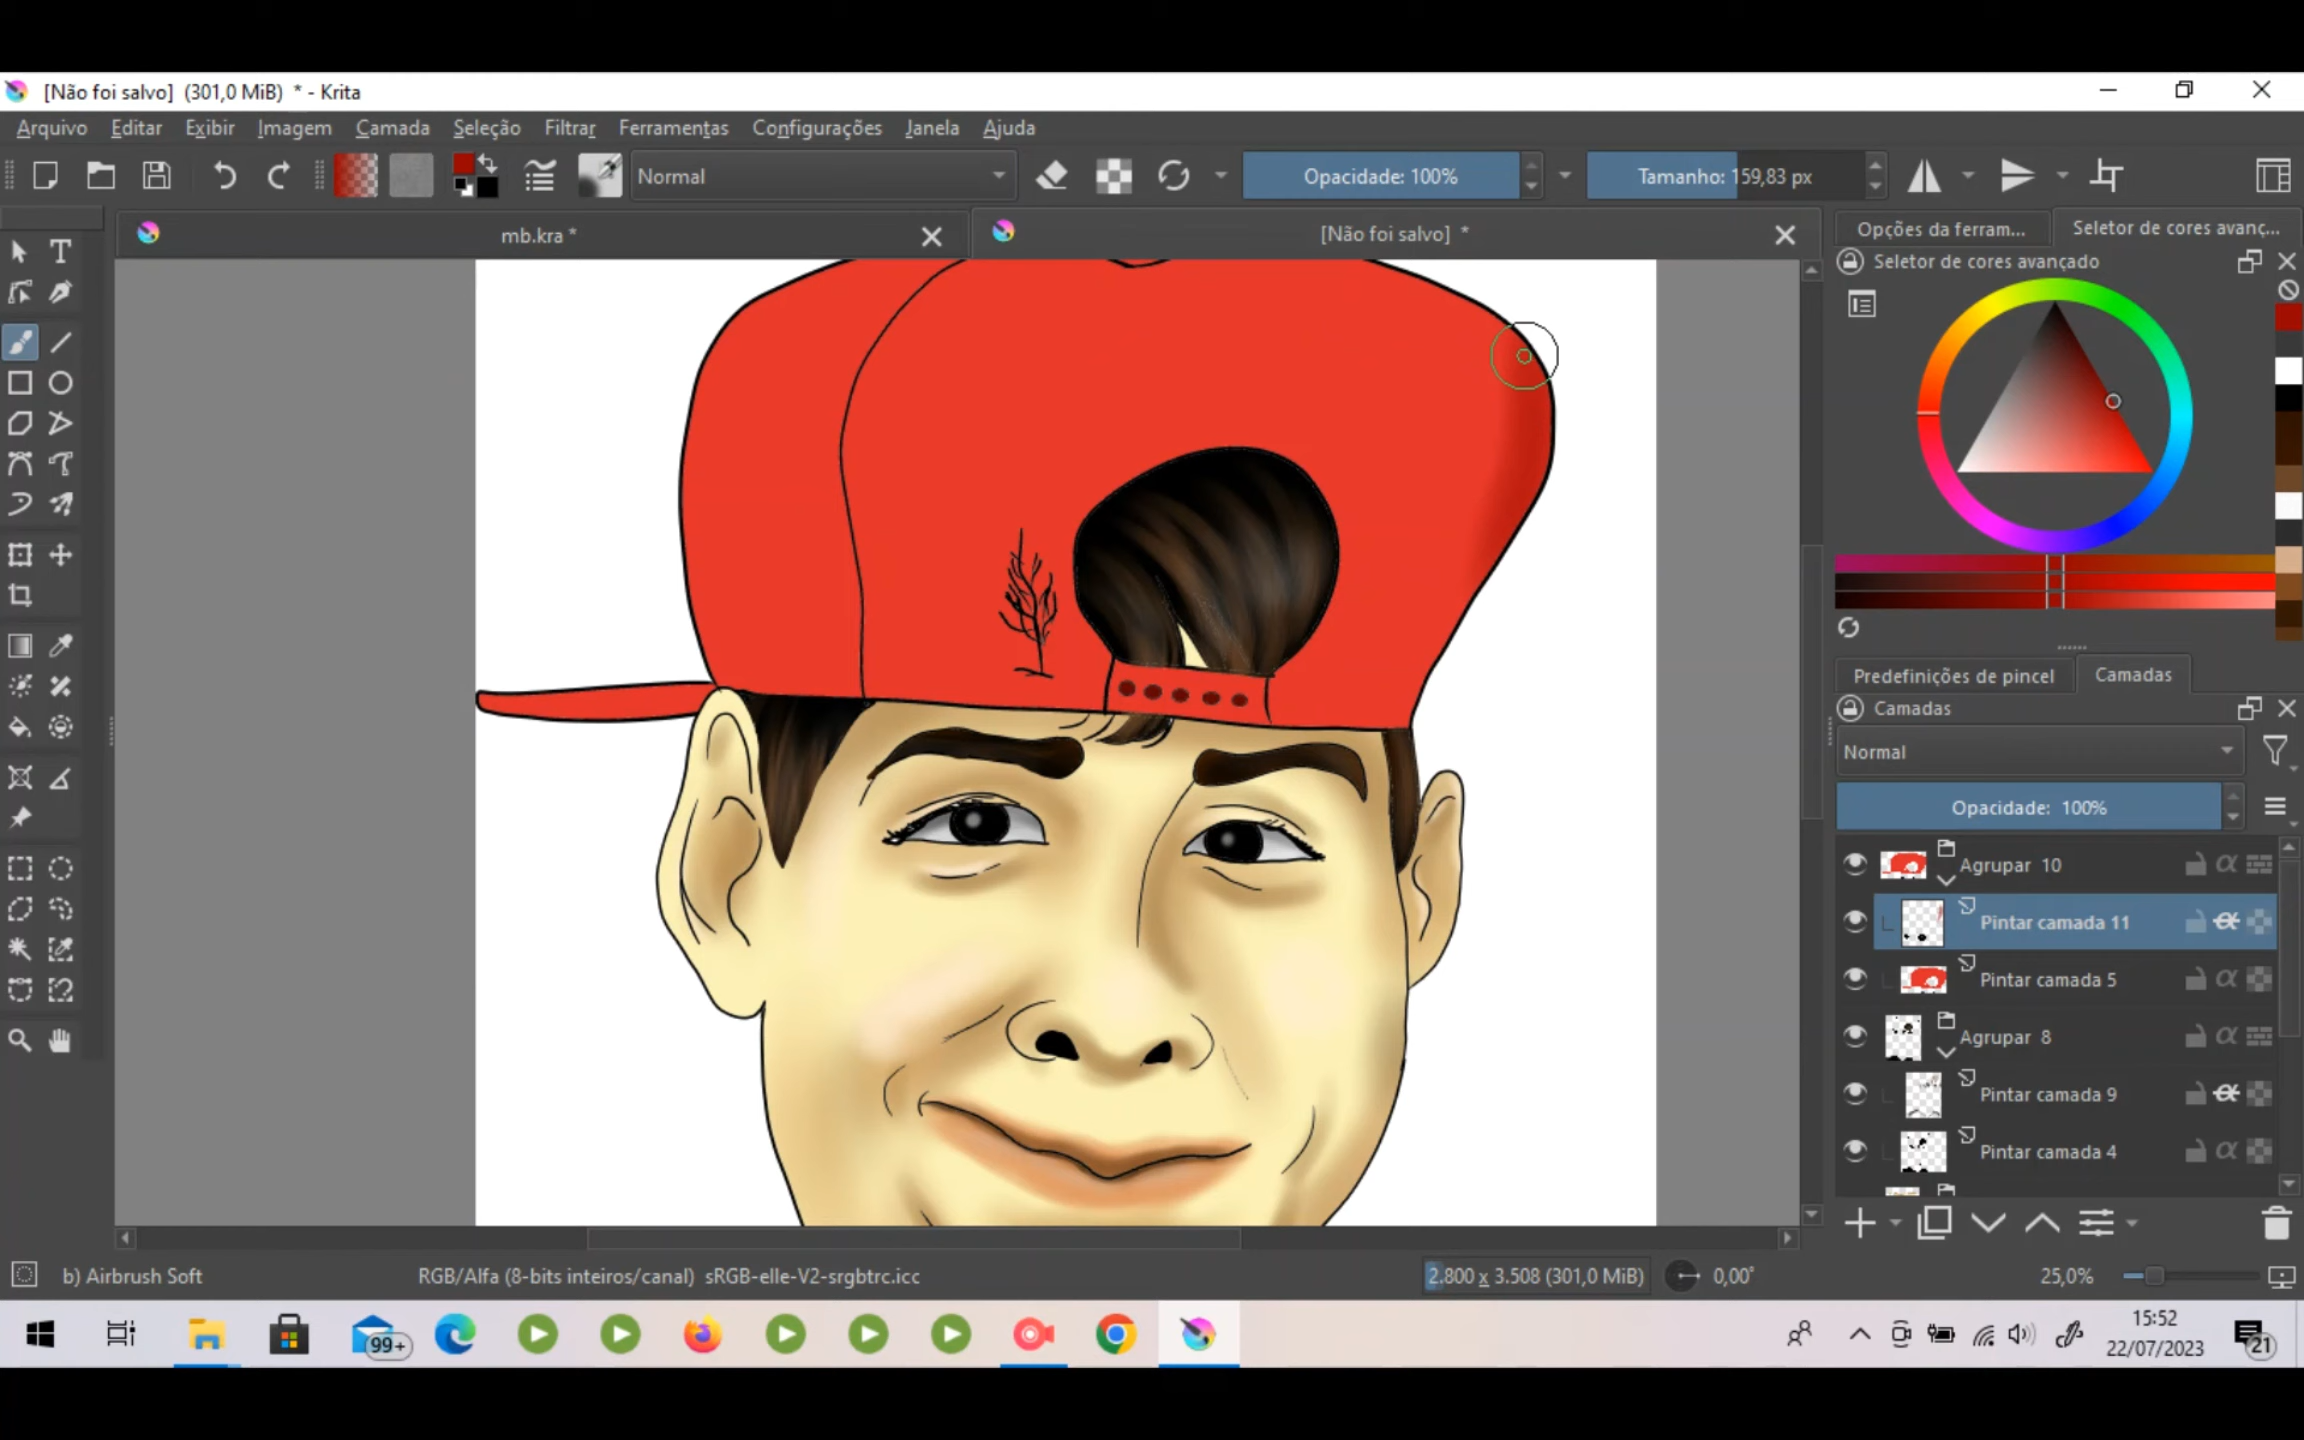 [Não foi salvo] (301,0 MiB) * - Krita
Arquivo Editar Exibir Imagem Camada Seleção Filtrar Ferramentas Configurações Janela Ajuda
Normal Opacidade: 100% Tamanho: 159,83 px
mb.kra * [Não foi salvo] *
Opções da ferram... Seletor de cores avanç...
Seletor de cores avançado
Predefinições de pincel Camadas
Camadas
Normal
Opacidade: 100%
Agrupar 10
Pintar camada 11
Pintar camada 5
Agrupar 8
Pintar camada 9
Pintar camada 4
b) Airbrush Soft RGB/Alfa (8-bits inteiros/canal) sRGB-elle-V2-srgbtrc.icc 2.800 x 3.508 (301,0 MiB) 0,00° 25,0%
99+
15:52
22/07/2023
21